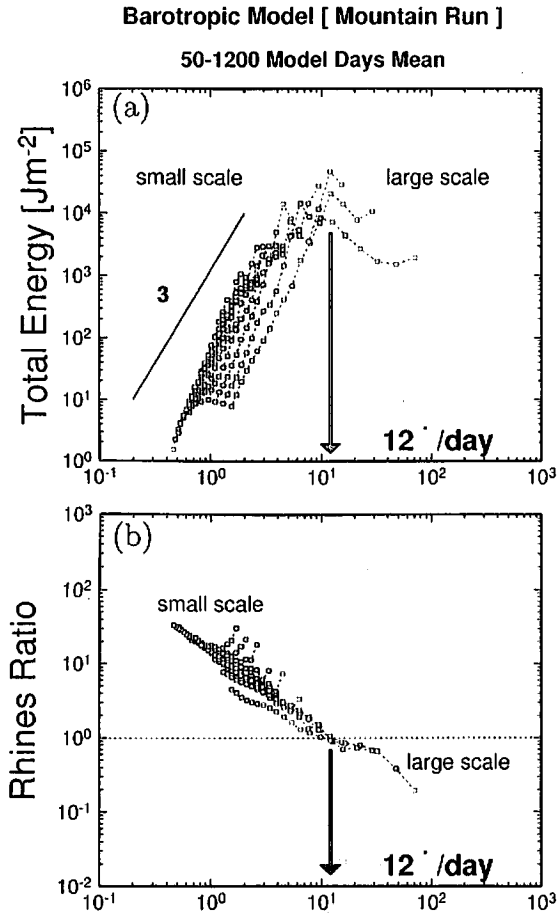 Barotropic Model [ Mountain Run ]
50-1200 Model Days Mean
(a)
10⁶
10⁵
10⁴
10³
10²
10¹
10⁰
Total Energy [Jm⁻²]
small scale
large scale
3
12 ˙ /day
10⁻¹ 10⁰ 10¹ 10² 10³
(b)
10³
10²
10¹
10⁰
10⁻¹
10⁻²
Rhines Ratio
small scale
large scale
12 ˙ /day
10⁻¹ 10⁰ 10¹ 10² 10³